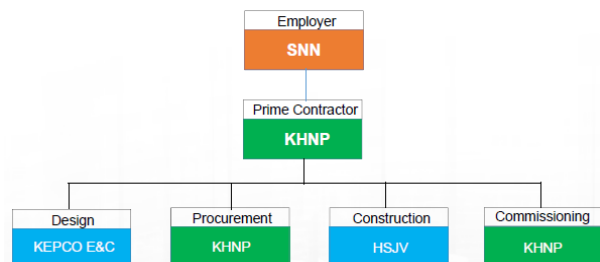 Employer
SNN
Prime Contractor
KHNP
Design
KEPCO E&C
Procurement
KHNP
Construction
HSJV
Commissioning
KHNP